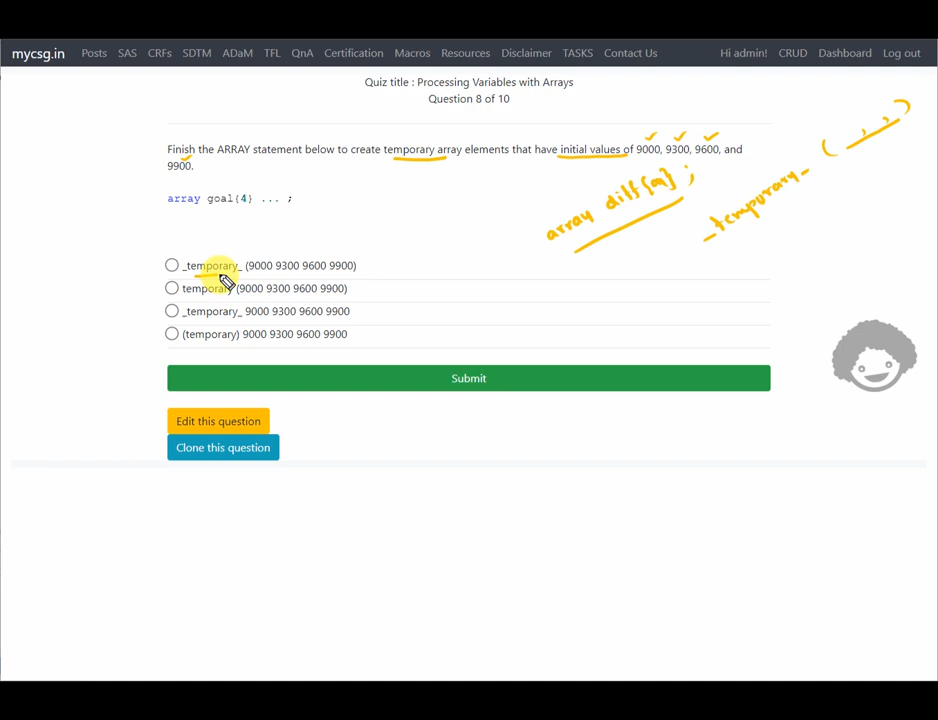 mycsg.in Posts SAS CRFs SDTM ADaM TFL QnA Certification Macros Resources Disclaimer TASKS Contact Us Hi admin! CRUD Dashboard Log out
Quiz title : Processing Variables with Arrays
Question 8 of 10
Finish the ARRAY statement below to create temporary array elements that have initial values of 9000, 9300, 9600, and
9900.
array goal{4} ... ;
array diff{9} ;
_temporary_ ( , , )
_temporary_ (9000 9300 9600 9900)
temporary (9000 9300 9600 9900)
_temporary_ 9000 9300 9600 9900
(temporary) 9000 9300 9600 9900
Submit
Edit this question
Clone this question